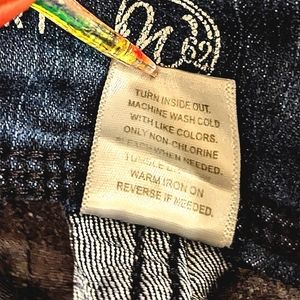 62
TURN INSIDE OUT.
MACHINE WASH COLD
WITH LIKE COLORS.
ONLY NON-CHLORINE
BLEACH WHEN NEEDED.
TUMBLE
WARM IRON ON
REVERSE IF NEEDED.